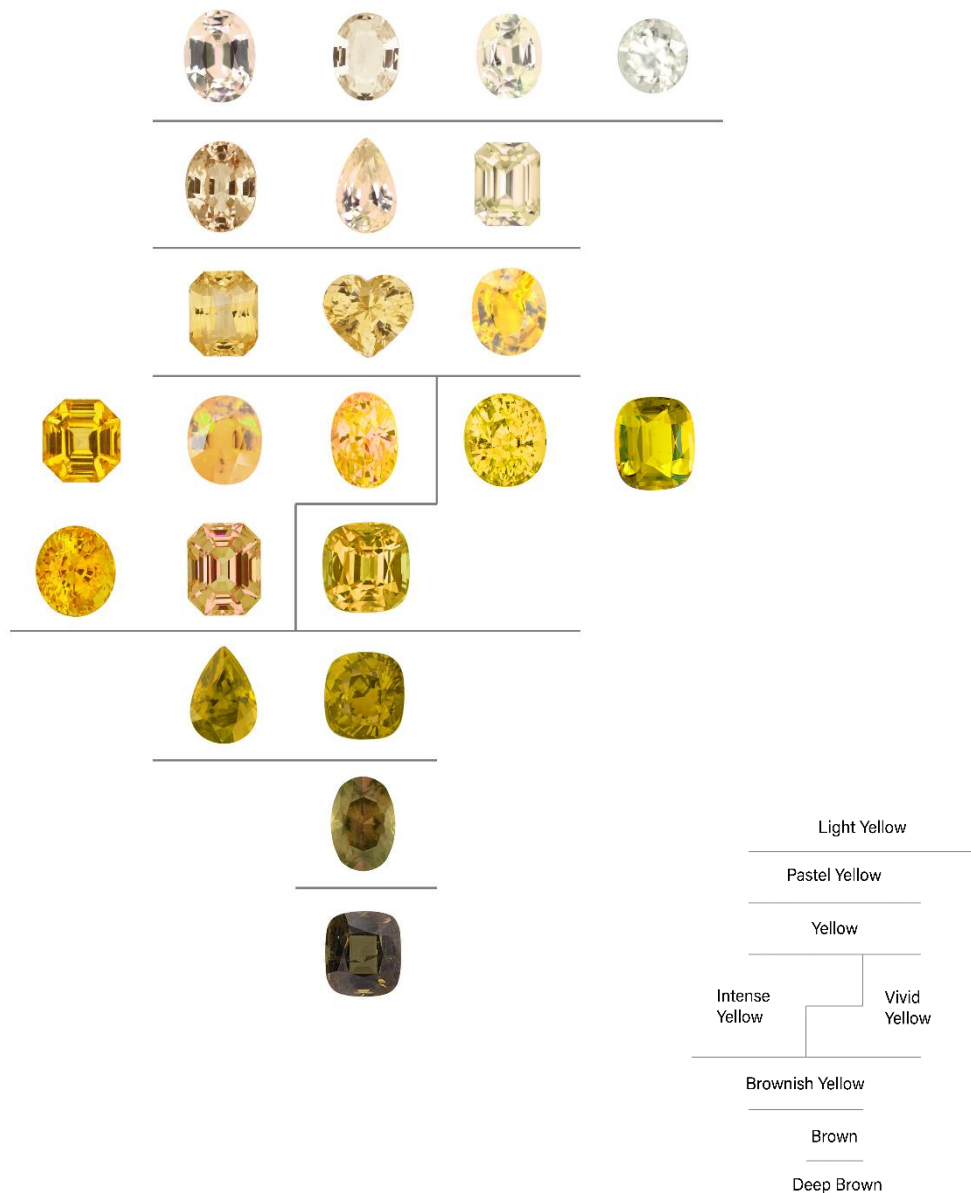 Light Yellow
Pastel Yellow
Yellow
Intense
Yellow
Vivid
Yellow
Brownish Yellow
Brown
Deep Brown